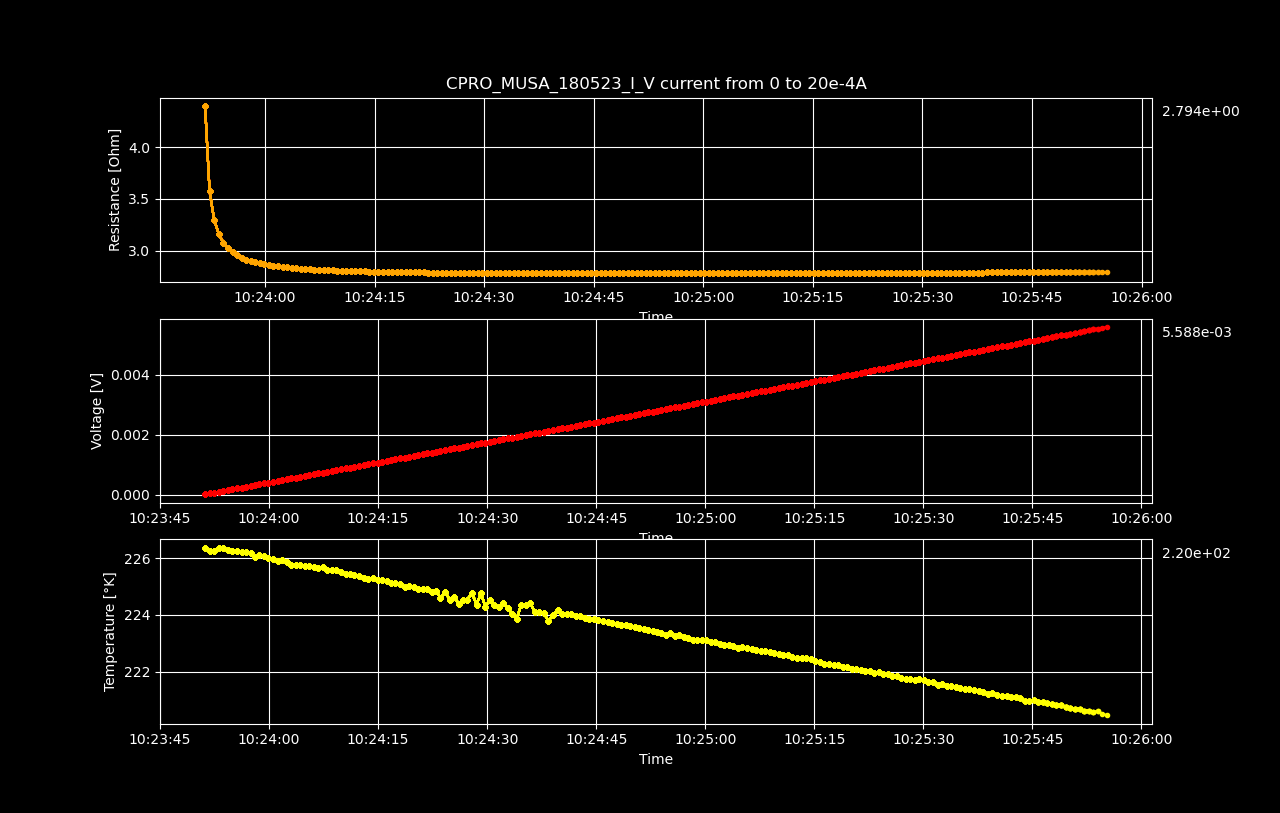 CPRO_MUSA_180523_I_V current from 0 to 20e-4A
2.794e+00
Resistance [Ohm]
4.0
3.5
3.0
10:24:00 10:24:15 10:24:30 10:24:45 10:25:00 10:25:15 10:25:30 10:25:45 10:26:00
Time
5.588e-03
Voltage [V]
0.004
0.002
0.000
10:23:45 10:24:00 10:24:15 10:24:30 10:24:45 10:25:00 10:25:15 10:25:30 10:25:45 10:26:00
Time
2.20e+02
Temperature [°K]
226
224
222
10:23:45 10:24:00 10:24:15 10:24:30 10:24:45 10:25:00 10:25:15 10:25:30 10:25:45 10:26:00
Time